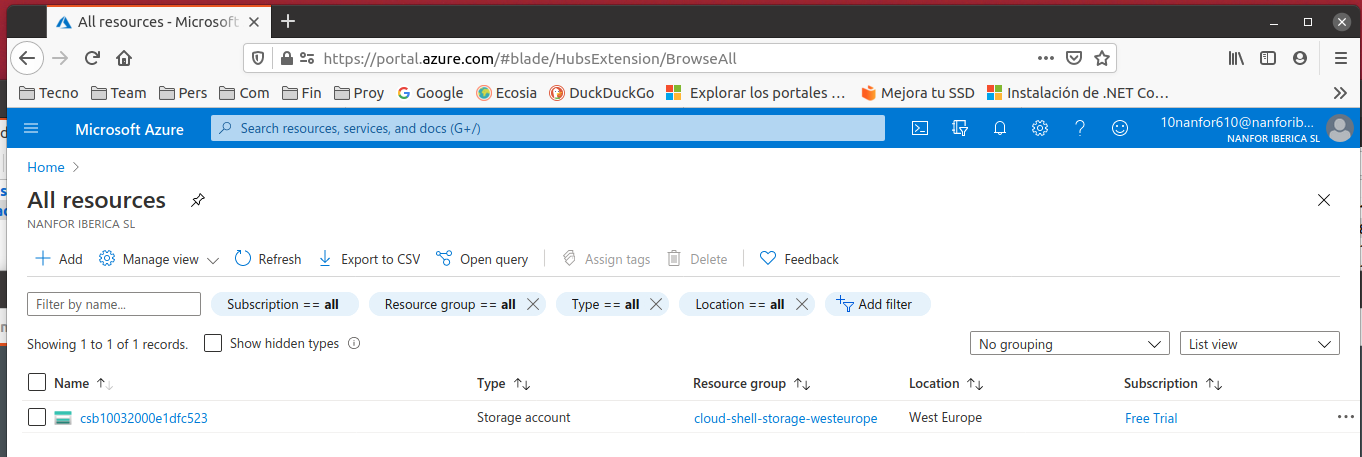 All resources - Microsoft
https://portal.azure.com/#blade/HubsExtension/BrowseAll
Tecno Team Pers Com Fin Proy Google Ecosia DuckDuckGo Explorar los portales ... Mejora tu SSD Instalación de .NET Co...
Microsoft Azure Search resources, services, and docs (G+/) 10nanfor610@nanforib...
NANFOR IBERICA SL
Home >
All resources
NANFOR IBERICA SL
Add Manage view Refresh Export to CSV Open query Assign tags Delete Feedback
Filter by name... Subscription == all Resource group == all Type == all Location == all Add filter
Showing 1 to 1 of 1 records. Show hidden types No grouping List view
Name Type Resource group Location Subscription
csb10032000e1dfc523 Storage account cloud-shell-storage-westeurope West Europe Free Trial